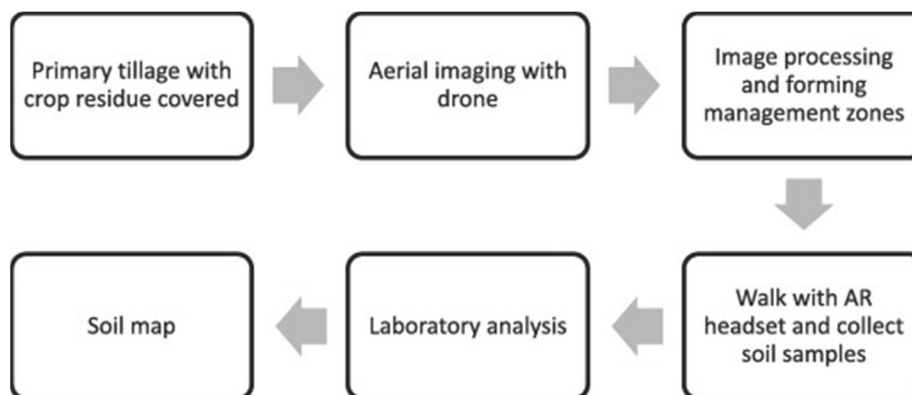 Primary tillage with
crop residue covered
Aerial imaging with
drone
Image processing
and forming
management zones
Walk with AR
headset and collect
soil samples
Laboratory analysis
Soil map